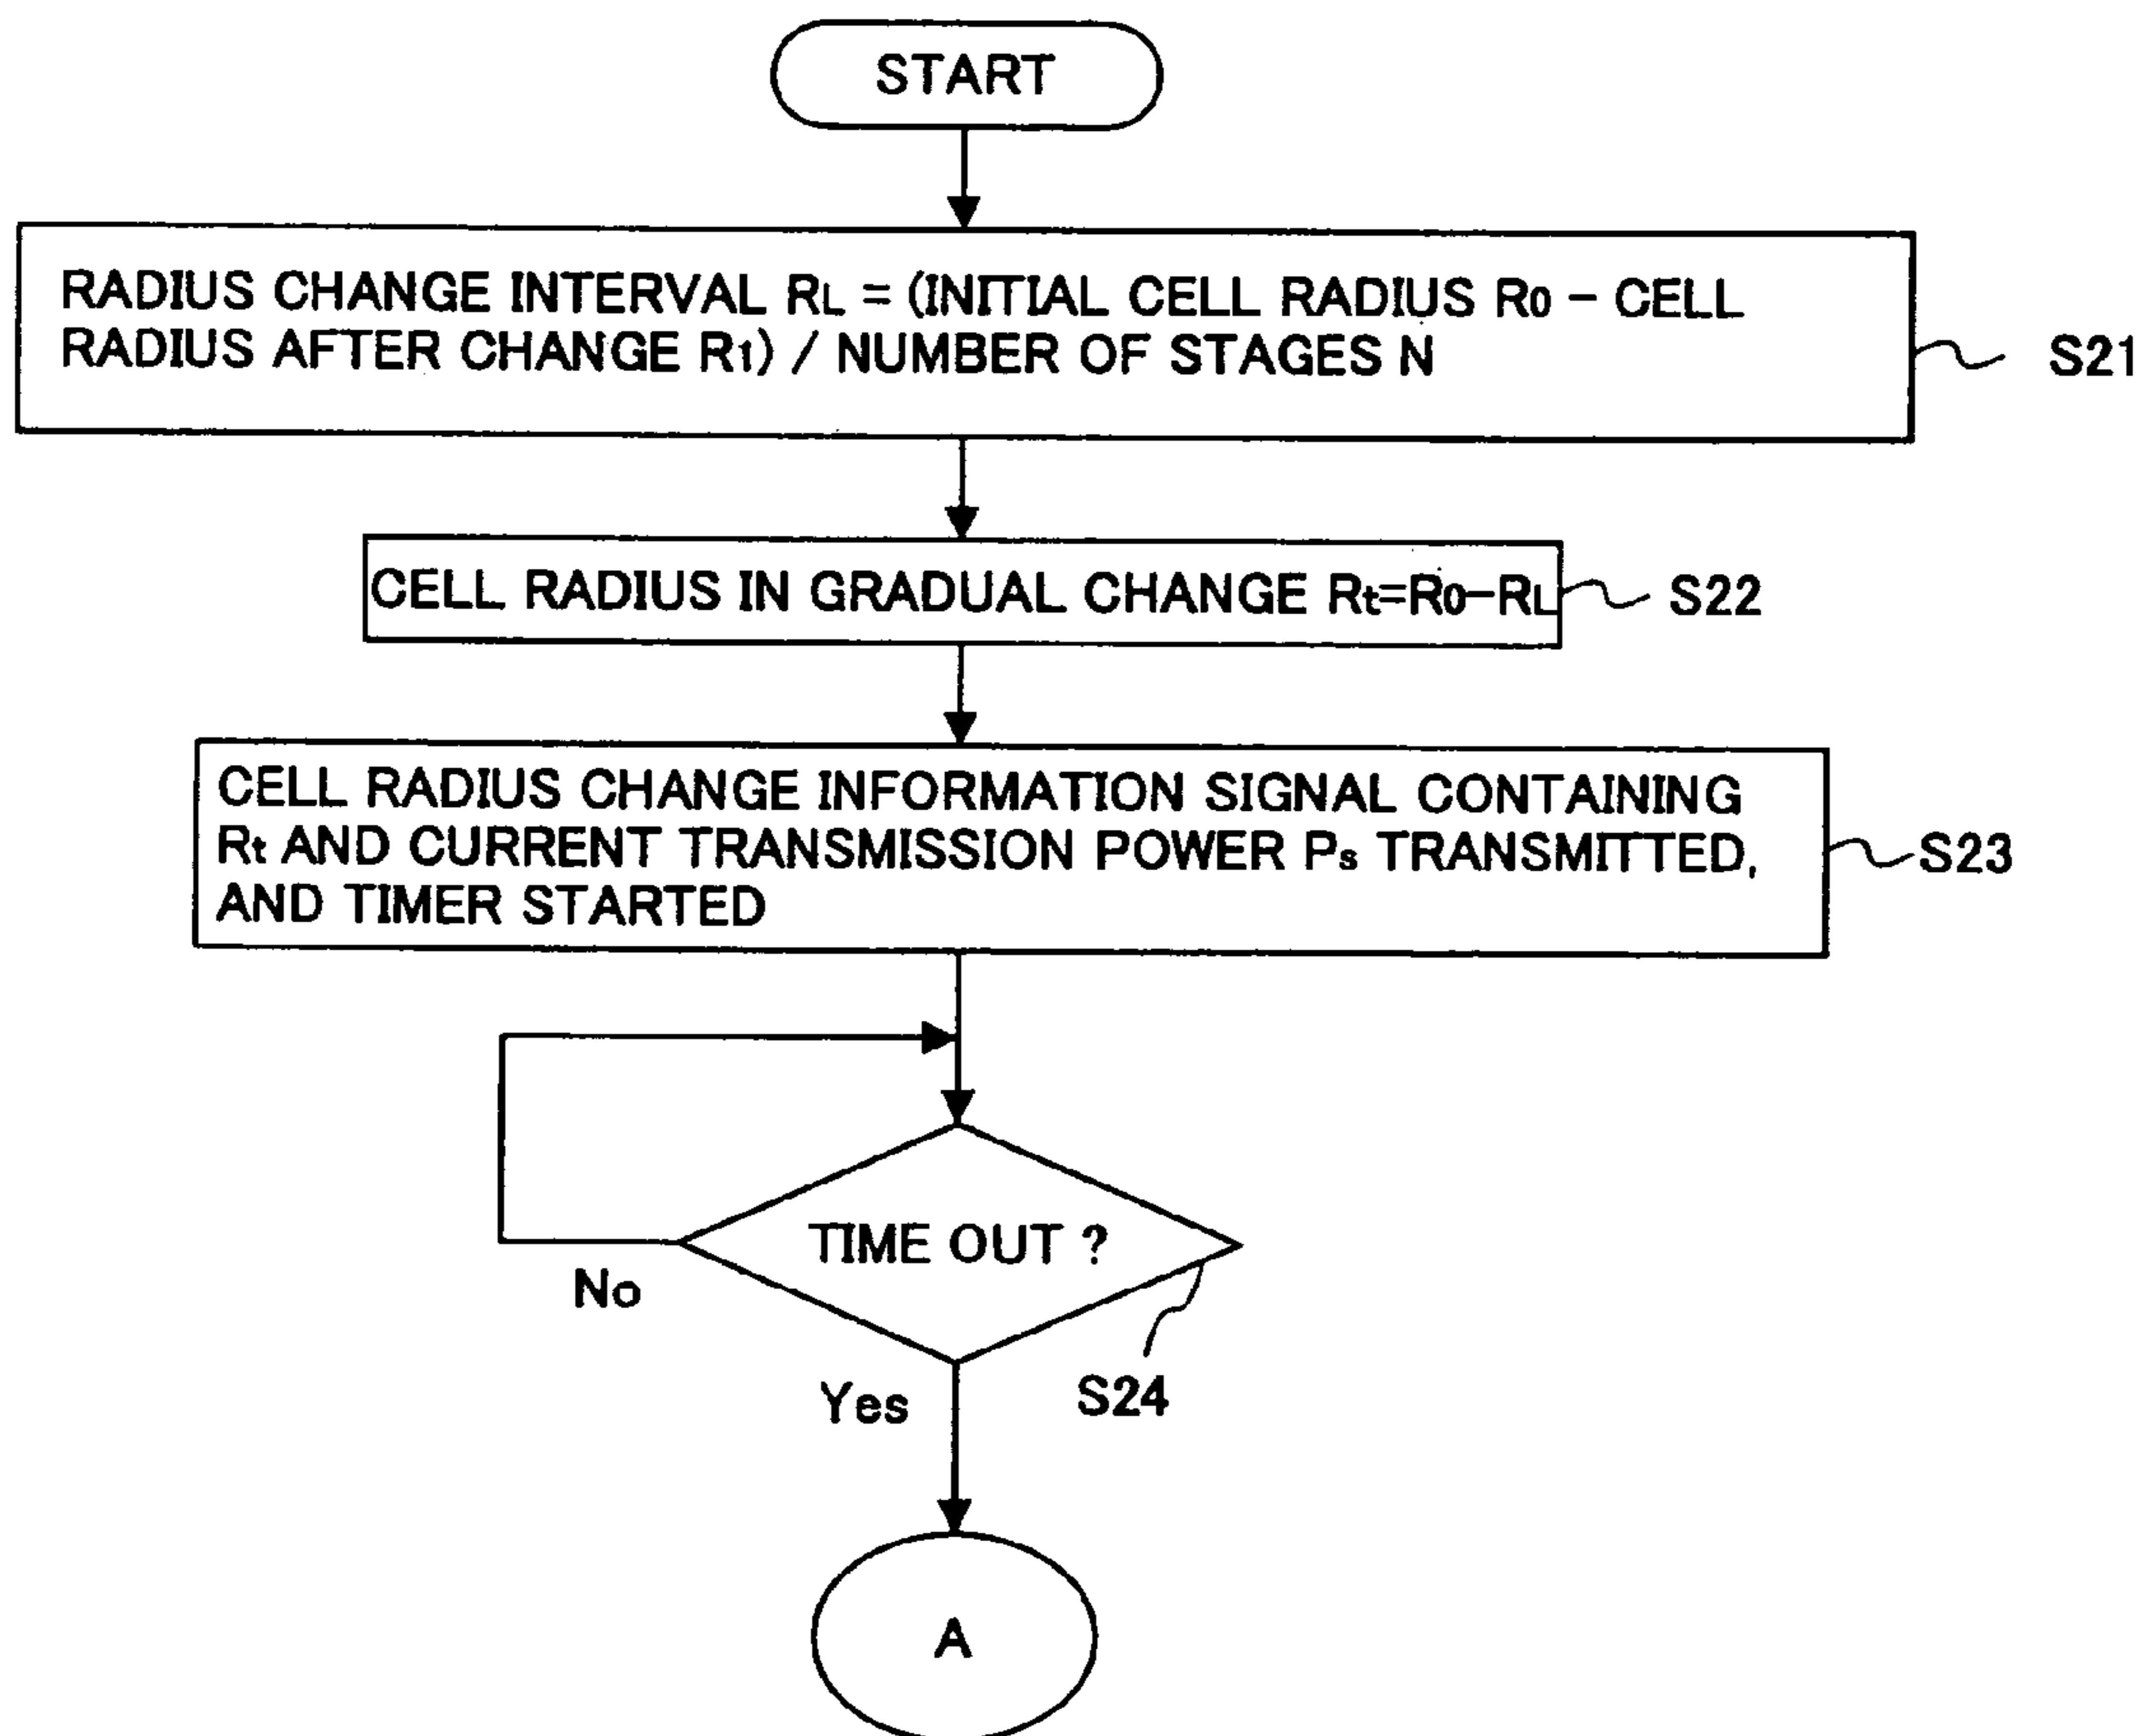 START
RADIUS CHANGE INTERVAL RL = (INITIAL CELL RADIUS R0 – CELL
RADIUS AFTER CHANGE R1) / NUMBER OF STAGES N
S21
CELL RADIUS IN GRADUAL CHANGE Rt=R0–RL
S22
CELL RADIUS CHANGE INFORMATION SIGNAL CONTAINING
Rt AND CURRENT TRANSMISSION POWER Ps TRANSMITTED,
AND TIMER STARTED
S23
TIME OUT ?
No
S24
Yes
A